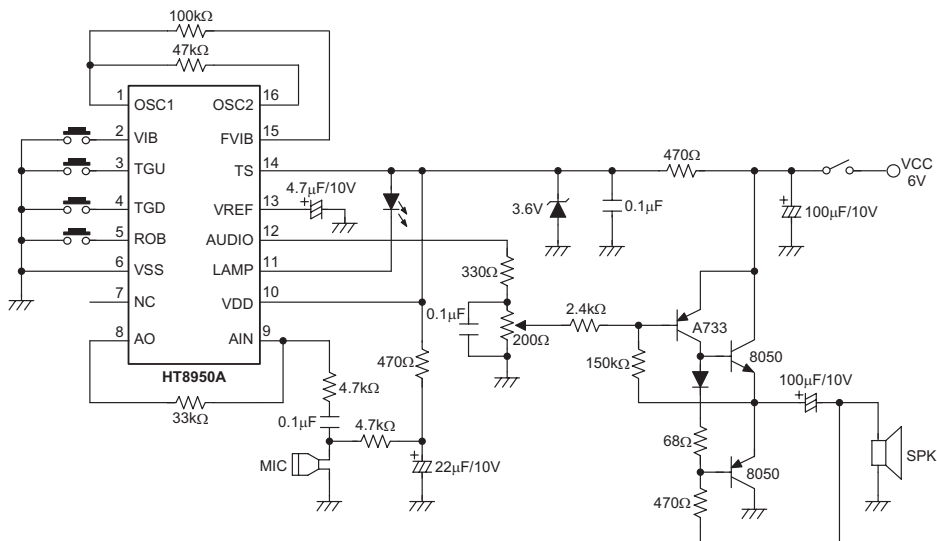 100kΩ
47kΩ
1 OSC1 OSC2 16
2 VIB FVIB 15
3 TGU TS 14
4 TGD VREF 13
5 ROB AUDIO 12
6 VSS LAMP 11
7 NC VDD 10
8 AO AIN 9
HT8950A
33kΩ
4.7µF/10V
+
3.6V
0.1µF
470Ω
VCC
6V
+
100µF/10V
330Ω
0.1µF
200Ω
2.4kΩ
A733
150kΩ
8050
100µF/10V
+
470Ω
4.7kΩ
0.1µF
4.7kΩ
MIC
+
22µF/10V
68Ω
8050
470Ω
SPK